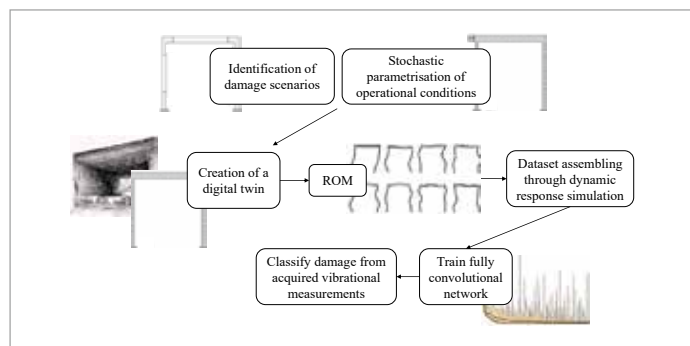 Identification of
damage scenarios
Stochastic
parametrisation of
operational conditions
Creation of a
digital twin
ROM
Dataset assembling
through dynamic
response simulation
Classify damage from
acquired vibrational
measurements
Train fully
convolutional
network